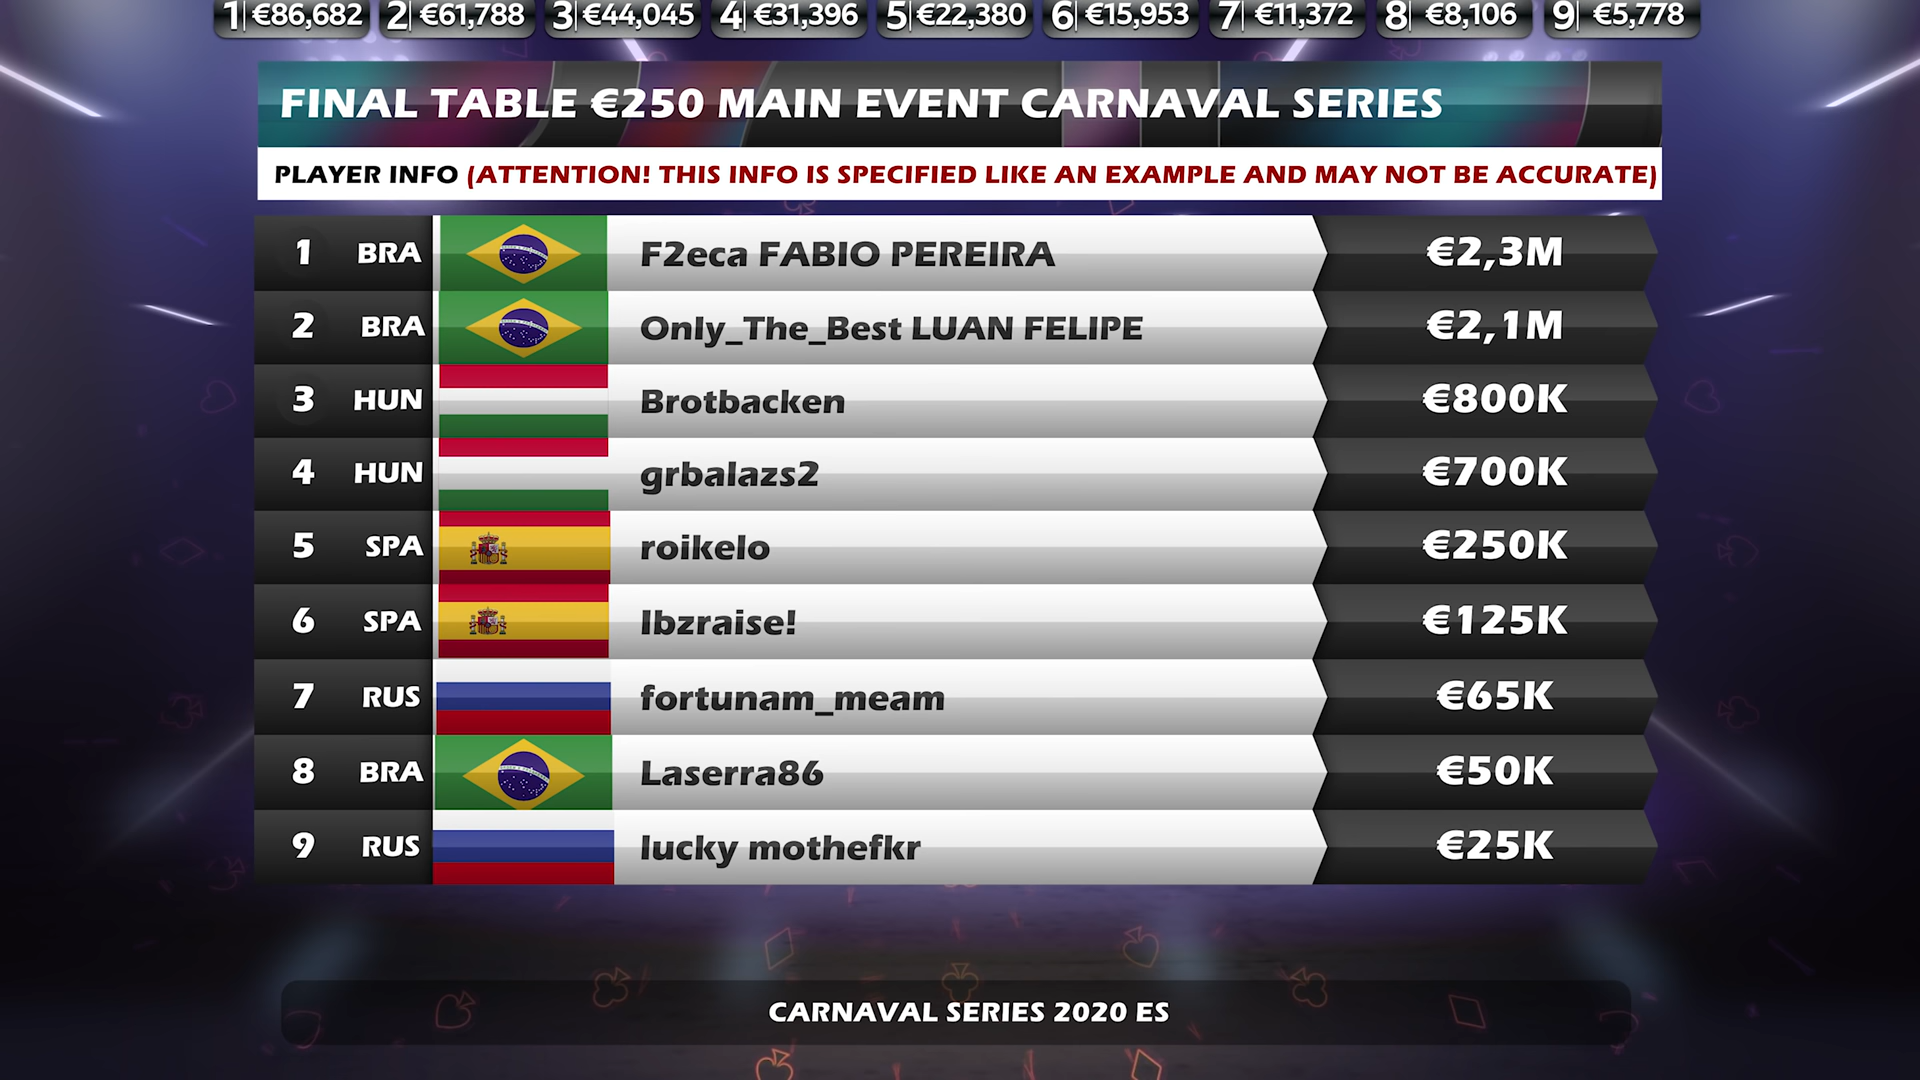 1| €86,682 2| €61,788 3| €44,045 4| €31,396 5| €22,380 6| €15,953 7| €11,372 8| €8,106 9| €5,778
FINAL TABLE €250 MAIN EVENT CARNAVAL SERIES
PLAYER INFO (ATTENTION! THIS INFO IS SPECIFIED LIKE AN EXAMPLE AND MAY NOT BE ACCURATE)
1 BRA F2eca FABIO PEREIRA €2,3M
2 BRA Only_The_Best LUAN FELIPE €2,1M
3 HUN Brotbacken €800K
4 HUN grbalazs2 €700K
5 SPA roikelo €250K
6 SPA Ibzraise! €125K
7 RUS fortunam_meam €65K
8 BRA Laserra86 €50K
9 RUS lucky mothefkr €25K
CARNAVAL SERIES 2020 ES